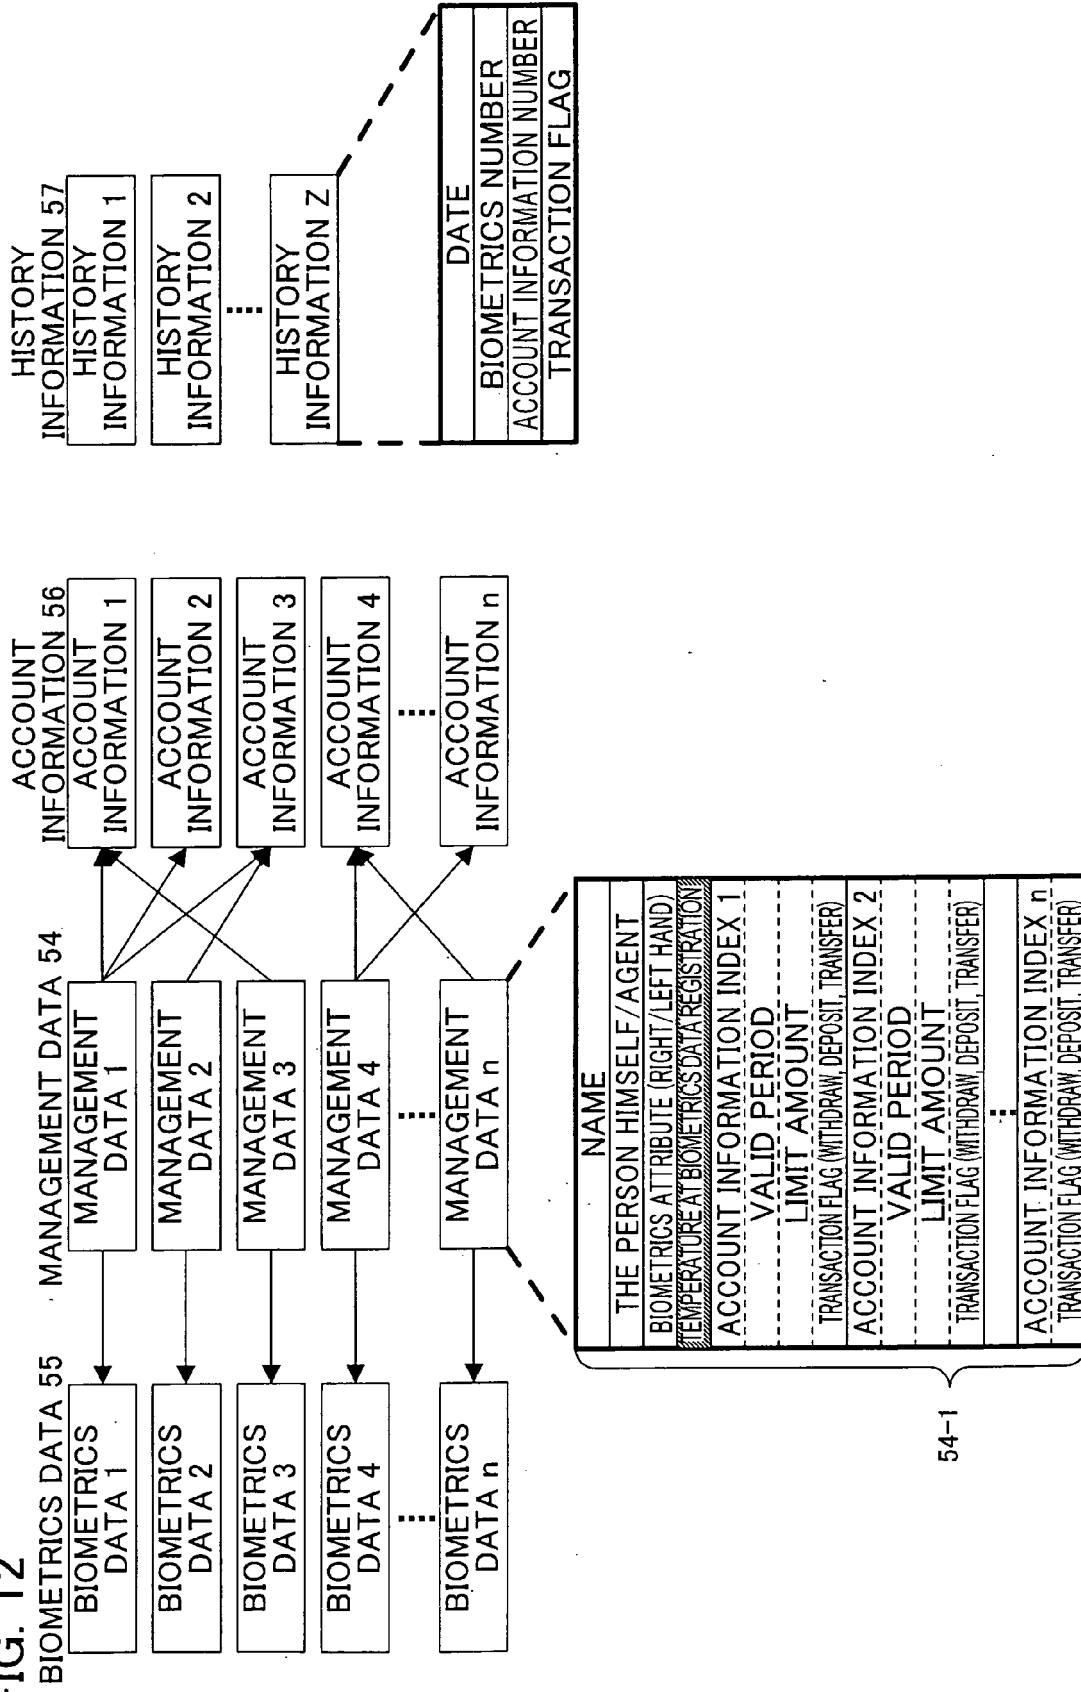 FIG. 12
BIOMETRICS DATA 55
BIOMETRICS
DATA 1
BIOMETRICS
DATA 2
BIOMETRICS
DATA 3
BIOMETRICS
DATA 4
BIOMETRICS
DATA n
MANAGEMENT DATA 54
MANAGEMENT
DATA 1
MANAGEMENT
DATA 2
MANAGEMENT
DATA 3
MANAGEMENT
DATA 4
MANAGEMENT
DATA n
ACCOUNT
INFORMATION 56
ACCOUNT
INFORMATION 1
ACCOUNT
INFORMATION 2
ACCOUNT
INFORMATION 3
ACCOUNT
INFORMATION 4
ACCOUNT
INFORMATION n
HISTORY
INFORMATION 57
HISTORY
INFORMATION 1
HISTORY
INFORMATION 2
HISTORY
INFORMATION Z
54-1
NAME
THE PERSON HIMSELF/AGENT
BIOMETRICS ATTRIBUTE (RIGHT/LEFT HAND)
TEMPERATURE AT BIOMETRICS DATA REGISTRATION
ACCOUNT INFORMATION INDEX 1
VALID PERIOD
LIMIT AMOUNT
TRANSACTION FLAG (WITHDRAW, DEPOSIT, TRANSFER)
ACCOUNT INFORMATION INDEX 2
VALID PERIOD
LIMIT AMOUNT
TRANSACTION FLAG (WITHDRAW, DEPOSIT, TRANSFER)
ACCOUNT INFORMATION INDEX n
TRANSACTION FLAG (WITHDRAW, DEPOSIT, TRANSFER)
DATE
BIOMETRICS NUMBER
ACCOUNT INFORMATION NUMBER
TRANSACTION FLAG